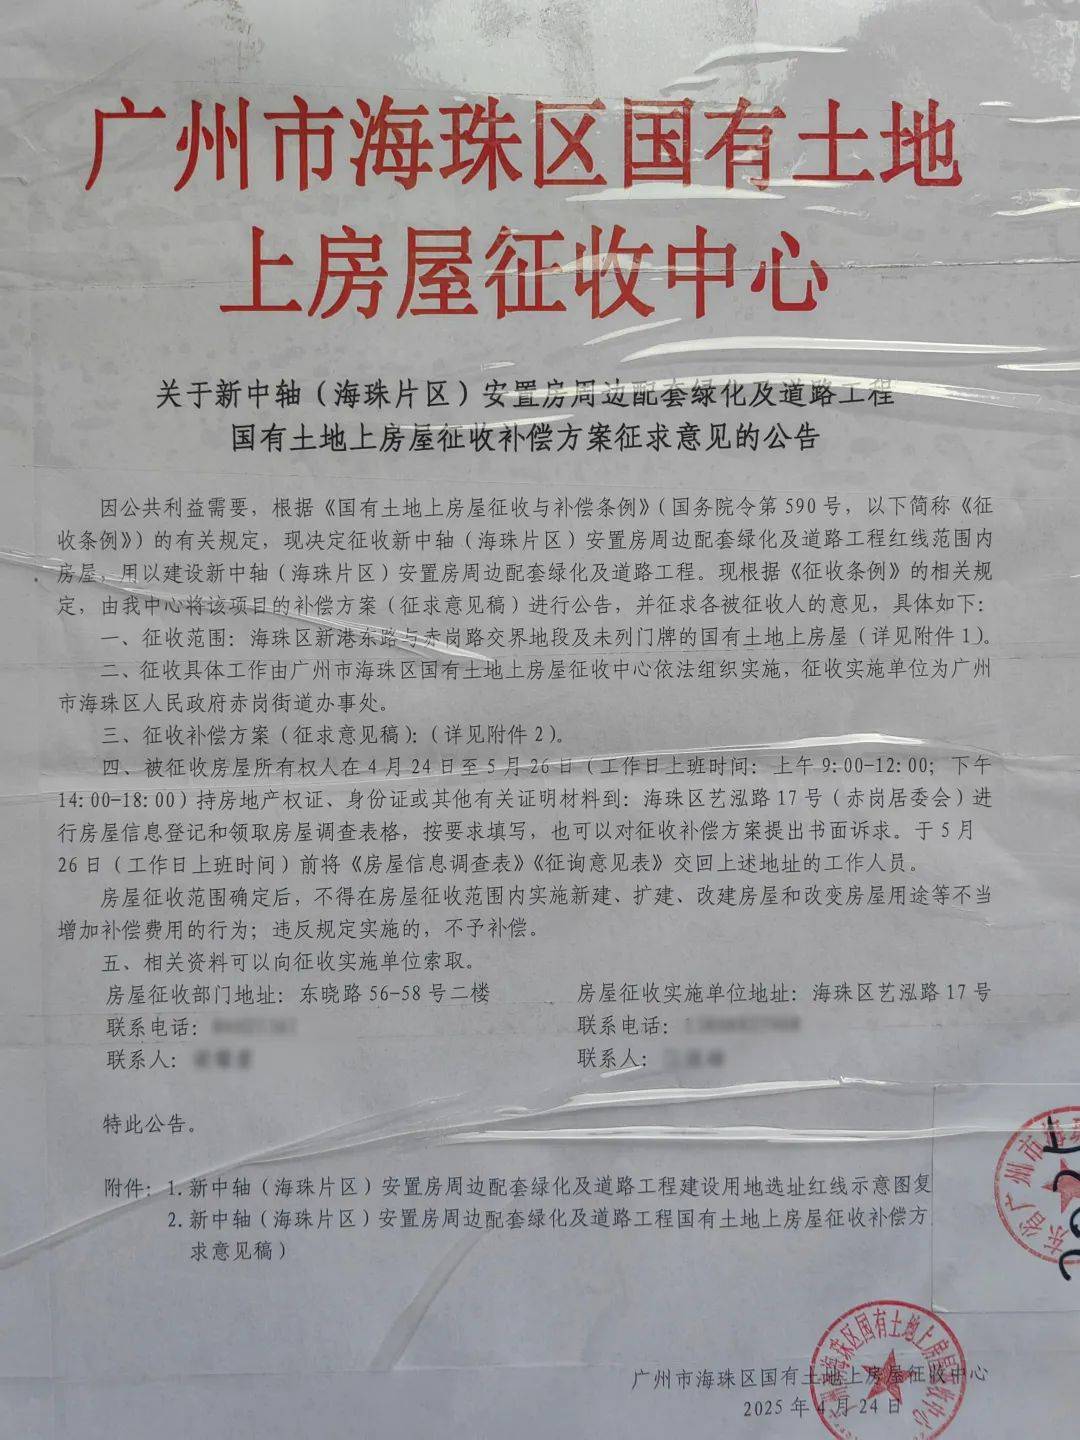 广州市海珠区国有土地
上房屋征收中心
关于新中轴（海珠片区）安置房周边配套绿化及道路工程
国有土地上房屋征收补偿方案征求意见的公告
因公共利益需要，根据《国有土地上房屋征收与补偿条例》（国务院令第 590 号，以下简称《征
收条例》）的有关规定，现决定征收新中轴（海珠片区）安置房周边配套绿化及道路工程红线范围内
房屋，用以建设新中轴（海珠片区）安置房周边配套绿化及道路工程。现根据《征收条例》的相关规
定，由我中心将该项目的补偿方案（征求意见稿）进行公告，并征求各被征收人的意见，具体如下：
一、征收范围：海珠区新港东路与赤岗路交界地段及未列门牌的国有土地上房屋（详见附件 1）。
二、征收具体工作由广州市海珠区国有土地上房屋征收中心依法组织实施，征收实施单位为广州
市海珠区人民政府赤岗街道办事处。
三、征收补偿方案（征求意见稿）：（详见附件 2）。
四、被征收房屋所有权人在 4 月 24 日至 5 月 26 日（工作日上班时间：上午 9:00-12:00；下午
14:00-18:00）持房地产权证、身份证或其他有关证明材料到：海珠区艺泓路 17 号（赤岗居委会）进
行房屋信息登记和领取房屋调查表格，按要求填写，也可以对征收补偿方案提出书面诉求。于 5 月
26 日（工作日上班时间）前将《房屋信息调查表》《征询意见表》交回上述地址的工作人员。
房屋征收范围确定后，不得在房屋征收范围内实施新建、扩建、改建房屋和改变房屋用途等不当
增加补偿费用的行为；违反规定实施的，不予补偿。
五、相关资料可以向征收实施单位索取。
房屋征收部门地址：东晓路 56-58 号二楼 房屋征收实施单位地址：海珠区艺泓路 17 号
联系电话： 联系电话：
联系人： 联系人：
特此公告。
附件：1. 新中轴（海珠片区）安置房周边配套绿化及道路工程建设用地选址红线示意图复
2. 新中轴（海珠片区）安置房周边配套绿化及道路工程国有土地上房屋征收补偿方
求意见稿）
广州市海珠区国有土地上房屋征收中心
2025 年 4 月 24 日